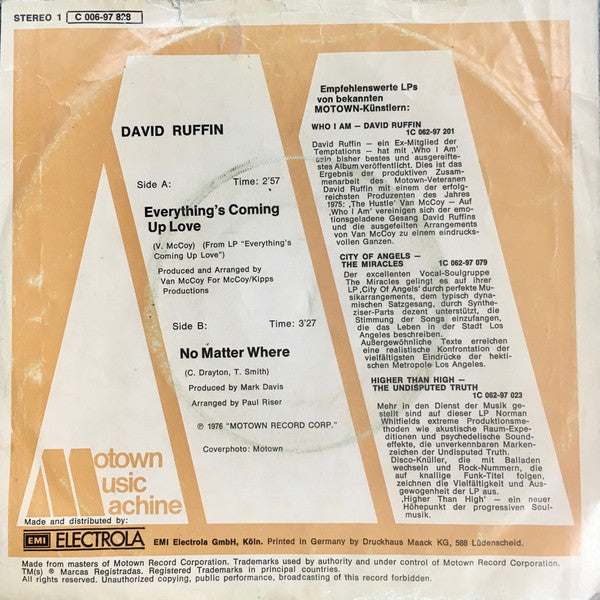 STEREO 1 C 006-97 828
DAVID RUFFIN
Side A: Time: 2'57
Everything's Coming
Up Love
(V. McCoy) (From LP "Everything's
Coming Up Love")
Produced and Arranged by
Van McCoy For McCoy/Kipps
Productions
Side B: Time: 3'27
No Matter Where
(C. Drayton, T. Smith)
Produced by Mark Davis
Arranged by Paul Riser
℗ 1976 "MOTOWN RECORD CORP."
Coverphoto: Motown
Empfehlenswerte LPs
von bekannten
MOTOWN-Künstlern:
WHO I AM — DAVID RUFFIN
1C 062-97 201
David Ruffin — ein Ex-Mitglied der
Temptations — hat mit ‚Who I Am'
sein bisher bestes und ausgereifte-
stes Album veröffentlicht. Dies ist das
Ergebnis der produktiven Zusam-
menarbeit des Motown-Veteranen
David Ruffin mit einem der erfolg-
reichsten Produzenten des Jahres
1975: ‚The Hustle' Van McCoy — Auf
‚Who I Am' vereinigen sich der emo-
tionsgeladene Gesang David Ruffins
und die ausgefeilten Arrangements
von Van McCoy zu einem eindrucks-
vollen Ganzen.
CITY OF ANGELS —
THE MIRACLES 1C 062-97 079
Der excellenten Vocal-Soulgruppe
The Miracles gelingt es auf ihrer
LP ‚City Of Angels' durch perfekte Mu-
sikarrangements, dem typisch dyna-
mischen Satzgesang, durch Synthe-
ziser-Parts dezent unterstützt, die
Stimmung der Songs einzufangen,
die das Leben in der Stadt Los
Angeles beschreiben.
Außergewöhnliche Texte erreichen
eine realistische Konfrontation der
vielfältigsten Eindrücke der hekti-
schen Metropole Los Angeles.
HIGHER THAN HIGH —
THE UNDISPUTED TRUTH
1C 062-97 023
Mehr in den Dienst der Musik ge-
stellt sind auf dieser LP Norman
Whitfields extreme Produktionsme-
thoden wie akustische Raum-Expe-
ditionen und psychedelische Sound-
effekte, die unverkennbaren Marken-
zeichen der Undisputed Truth.
Disco-Knüller, die mit Balladen
wechseln und Rock-Nummern, die
auf knallige Funk-Titel folgen,
zeichnen die Vielfältigkeit und Aus-
gewogenheit der LP aus.
‚Higher Than High' — ein neuer
Höhepunkt der progressiven Soul-
musik.
Motown
Music
Machine
Made and distributed by:
EMI ELECTROLA EMI Electrola GmbH, Köln. Printed in Germany by Druckhaus Maack KG, 588 Lüdenscheid.
Made from masters of Motown Record Corporation. Trademarks used by authority and under control of Motown Record Corporation.
TM(s) ® Marcas Registradas. Registered Trademarks in principal countries.
All rights reserved. Unauthorized copying, public performance, broadcasting of this record forbidden.